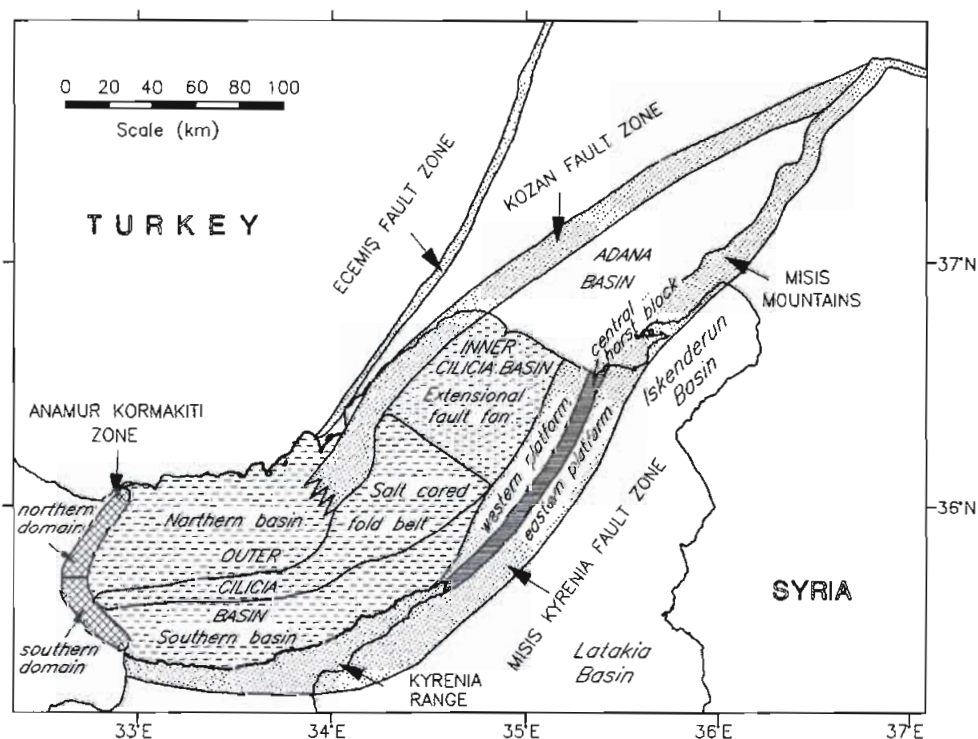 0 20 40 60 80 100
Scale (km)
TURKEY
ECEMİŞ FAULT ZONE
KOZAN FAULT ZONE
ADANA
BASIN
37°N
MISIS
MOUNTAINS
central
horst block
Iskenderun
Basin
INNER
CILICIA BASIN
Extensional
fault fan
ANAMUR KORMAKITI
ZONE
western platform
eastern platform
Salt cored
fold belt
northern
domain
Northern basin
36°N
OUTER
CILICIA
BASIN
Southern basin
MISIS KYRENIA FAULT ZONE
SYRIA
southern
domain
KYRENIA
RANGE
Latakia
Basin
33°E 34°E 35°E 36°E 37°E